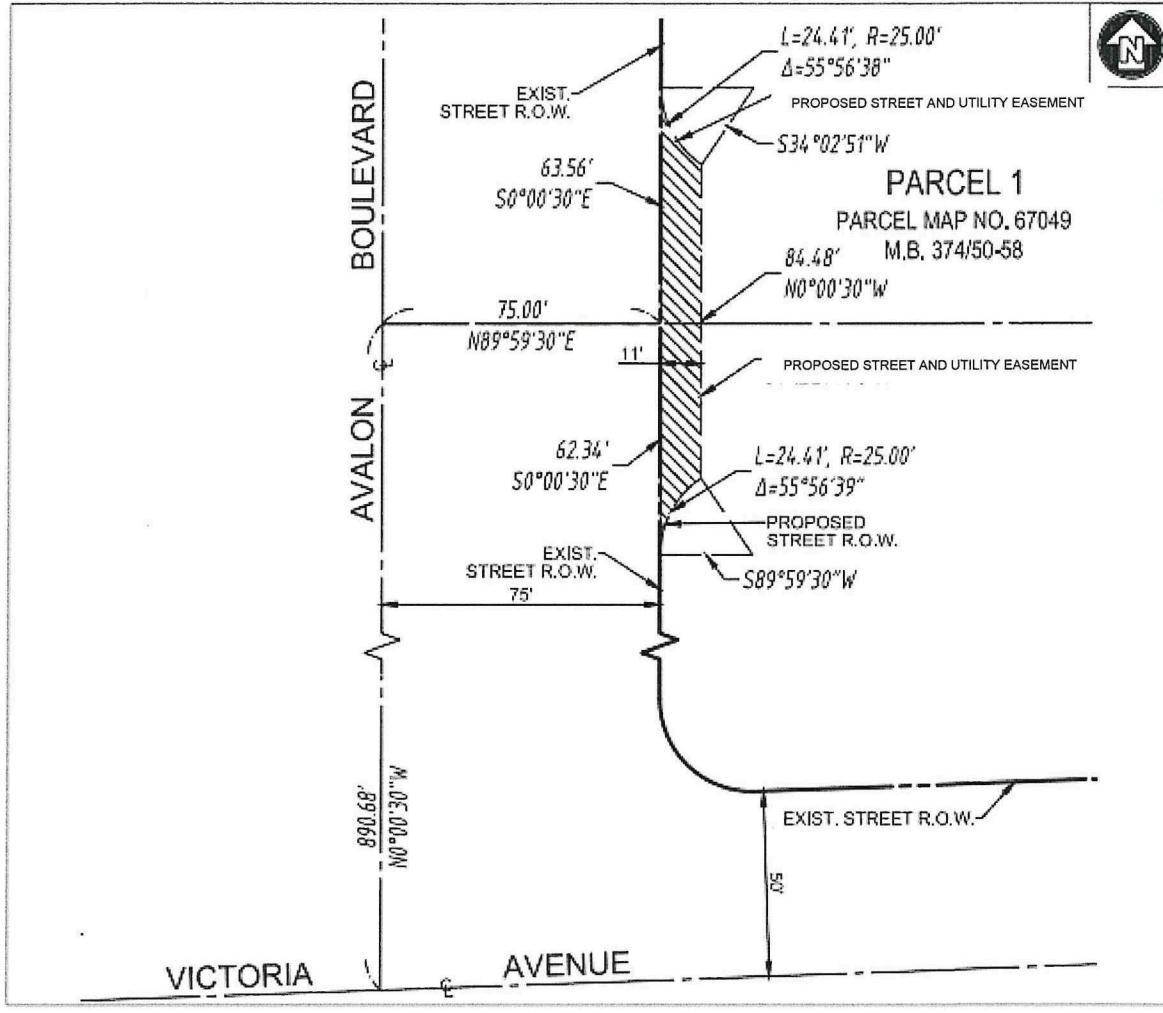 N
L=24.41', R=25.00'
Δ=55°56'38"
EXIST.
STREET R.O.W.
PROPOSED STREET AND UTILITY EASEMENT
S34°02'51"W
63.56'
S0°00'30"E
PARCEL 1
PARCEL MAP NO. 67049
M.B. 374/50-58
BOULEVARD
84.48'
N0°00'30"W
75.00'
N89°59'30"E
11'
PROPOSED STREET AND UTILITY EASEMENT
AVALON
62.34'
S0°00'30"E
L=24.41', R=25.00'
Δ=55°56'39"
PROPOSED
STREET R.O.W.
EXIST.
STREET R.O.W.
S89°59'30"W
75'
890.68'
N0°00'30"W
EXIST. STREET R.O.W.
50'
VICTORIA AVENUE